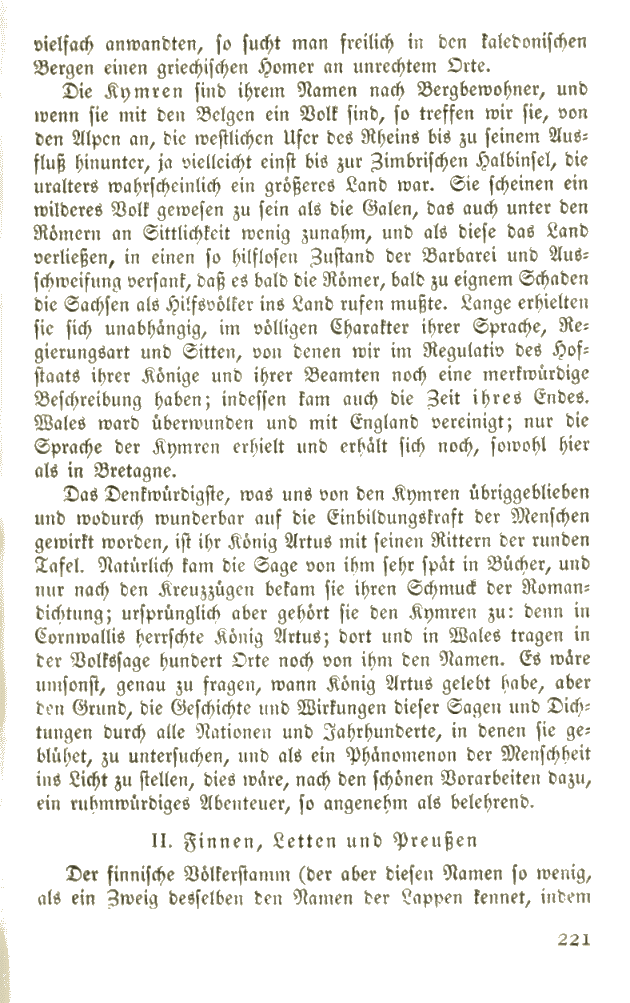 vielfach anwandten, so sucht man freilich in den kaledonischen
Bergen einen griechischen Homer an unrechtem Orte.
Die Kymren sind ihrem Namen nach Bergbewohner, und
wenn sie mit den Belgen ein Volk sind, so treffen wir sie, von
den Alpen an, die westlichen Ufer des Rheins bis zu seinem Aus-
fluß hinunter, ja vielleicht einst bis zur Zimbrischen Halbinsel, die
uralters wahrscheinlich ein größeres Land war. Sie scheinen ein
wilderes Volk gewesen zu sein als die Galen, das auch unter den
Römern an Sittlichkeit wenig zunahm, und als diese das Land
verließen, in einen so hilflosen Zustand der Barbarei und Aus-
schweifung versank, daß es bald die Römer, bald zu eignem Schaden
die Sachsen als Hilfsvölker ins Land rufen mußte. Lange erhielten
sie sich unabhängig, im völligen Charakter ihrer Sprache, Re-
gierungsart und Sitten, von denen wir im Regulativ des Hof-
staats ihrer Könige und ihrer Beamten noch eine merkwürdige
Beschreibung haben; indessen kam auch die Zeit ihres Endes.
Wales ward überwunden und mit England vereinigt; nur die
Sprache der Kymren erhielt und erhält sich noch, sowohl hier
als in Bretagne.
Das Denkwürdigste, was uns von den Kymren übriggeblieben
und wodurch wunderbar auf die Einbildungskraft der Menschen
gewirkt worden, ist ihr König Artus mit seinen Rittern der runden
Tafel. Natürlich kam die Sage von ihm sehr spät in Bücher, und
nur nach den Kreuzzügen bekam sie ihren Schmuck der Roman-
dichtung; ursprünglich aber gehört sie den Kymren zu: denn in
Cornwallis herrschte König Artus; dort und in Wales tragen in
der Volkssage hundert Orte noch von ihm den Namen. Es wäre
umsonst, genau zu fragen, wann König Artus gelebt habe, aber
den Grund, die Geschichte und Wirkungen dieser Sagen und Dich-
tungen durch alle Nationen und Jahrhunderte, in denen sie ge-
blühet, zu untersuchen, und als ein Phänomenon der Menschheit
ins Licht zu stellen, dies wäre, nach den schönen Vorarbeiten dazu,
ein ruhmwürdiges Abenteuer, so angenehm als belehrend.
II. Finnen, Letten und Preußen
Der finnische Völkerstamm (der aber diesen Namen so wenig,
als ein Zweig desselben den Namen der Lappen kennet, indem
221